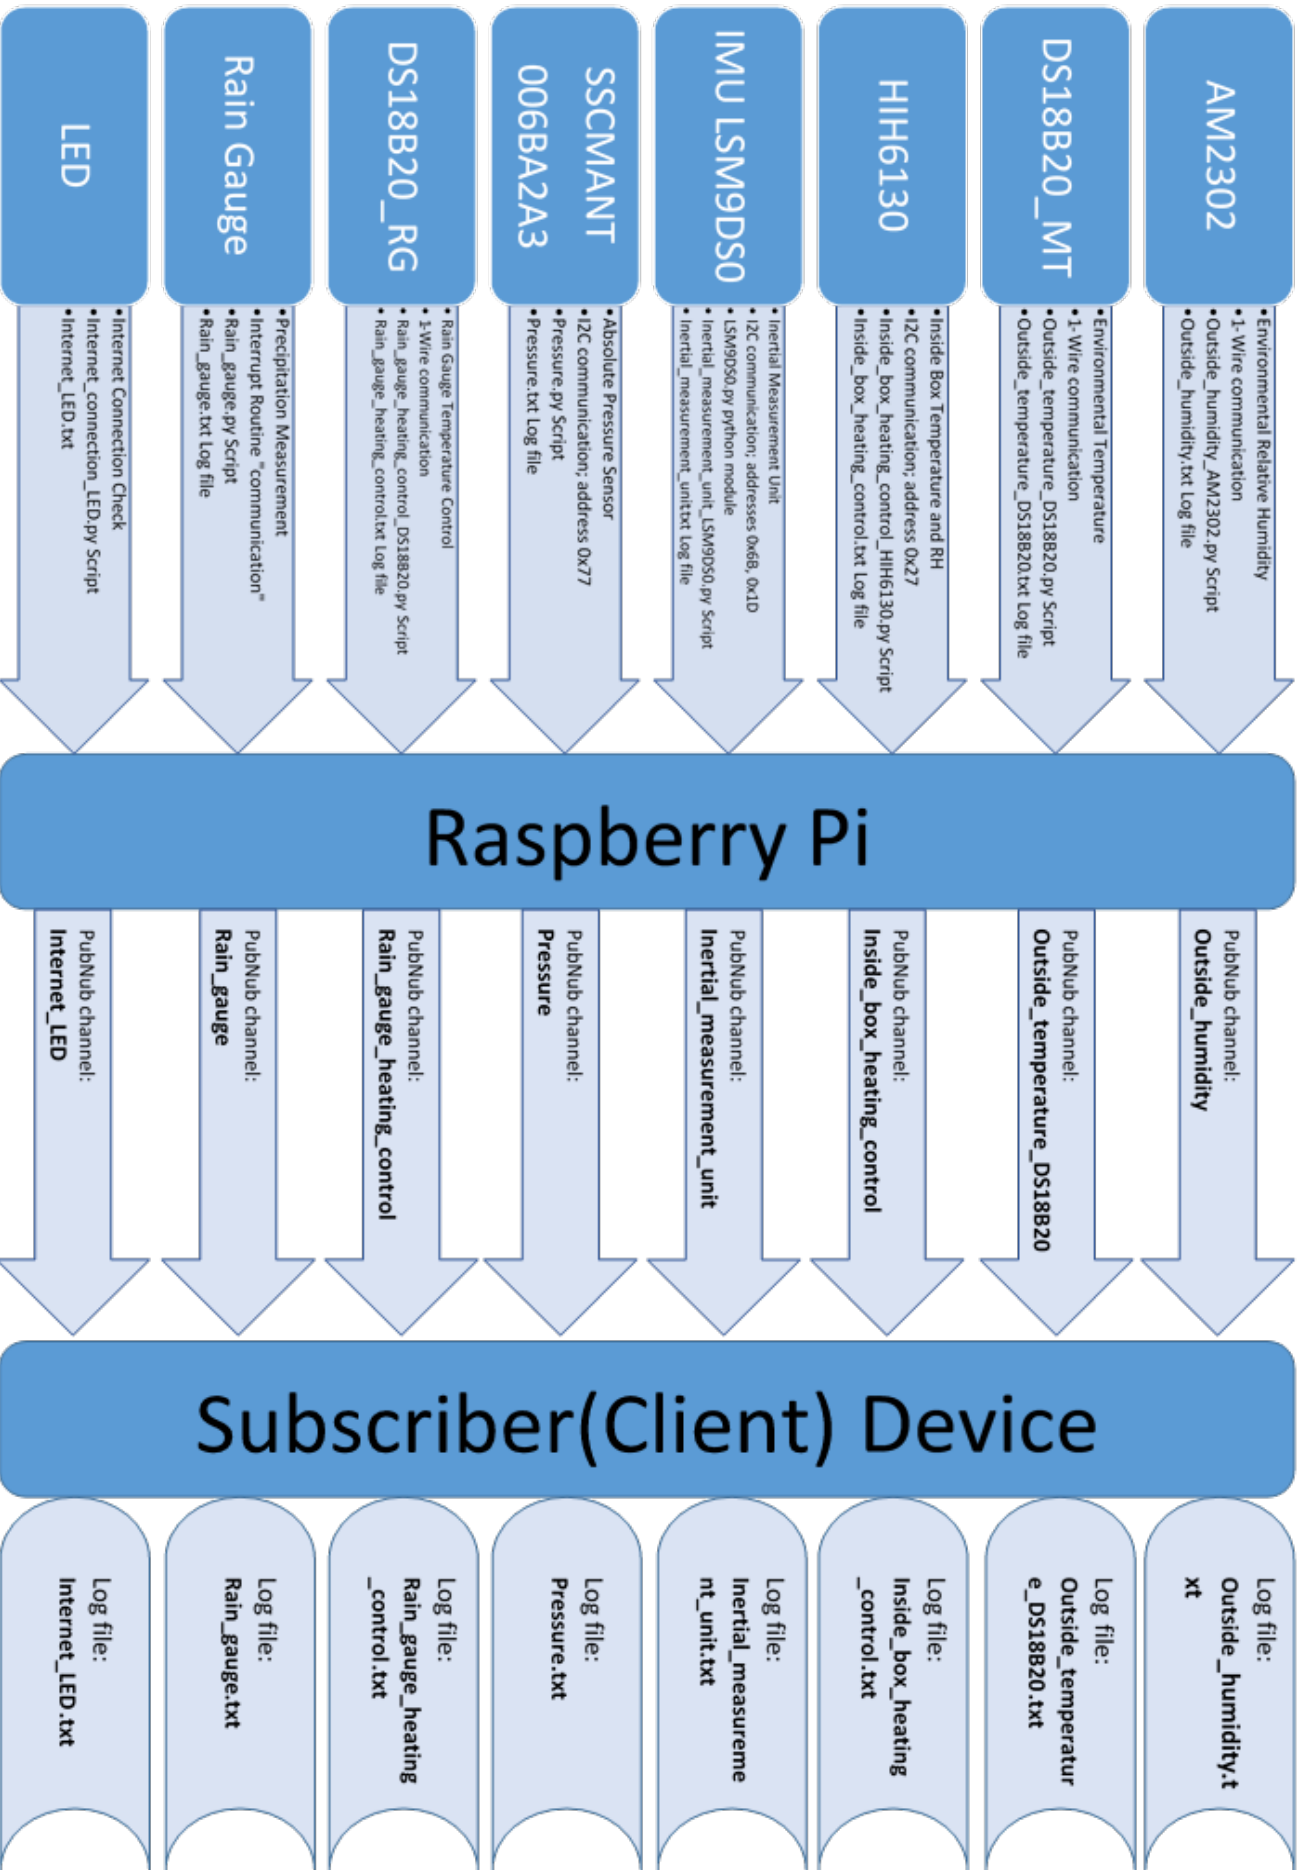 AM2302
•Environmental Relative Humidity
•1- Wire communication
•Outside_humidity_AM2302.py Script
•Outside_humidity.txt Log file
DS18B20_MT
•Environmental Temperature
•1- Wire communication
•Outside_temperature_DS18B20.py Script
•Outside_temperature_DS18B20.txt Log file
HIH6130
•Inside Box Temperature and RH
•I2C communication; address 0x27
•Inside_box_heating_control_HIH6130.py Script
•Inside_box_heating_control.txt Log file
IMU LSM9DS0
• Inertial Measurement Unit
• I2C communication; addresses 0x6B, 0x1D
• LSM9DS0.py python module
• Inertial_measurement_unit_LSM9DS0.py Script
• Inertial_measurement_unit.txt Log file
SSCMANT
006BA2A3
•Absolute Pressure Sensor
•I2C communication; address 0x77
•Pressure.py Script
•Pressure.txt Log file
DS18B20_RG
• Rain Gauge Temperature Control
• 1-Wire communication
• Rain_gauge_heating_control_DS18B20.py Script
• Rain_gauge_heating_control.txt Log file
Rain Gauge
•Precipitation Measurement
•Interrupt Routine "communication"
•Rain_gauge.py Script
•Rain_gauge.txt Log file
LED
•Internet Connection Check
•Internet_connection_LED.py Script
•Internet_LED.txt
Raspberry Pi
PubNub channel:
Outside_humidity
PubNub channel:
Outside_temperature_DS18B20
PubNub channel:
Inside_box_heating_control
PubNub channel:
Inertial_measurement_unit
PubNub channel:
Pressure
PubNub channel:
Rain_gauge_heating_control
PubNub channel:
Rain_gauge
PubNub channel:
Internet_LED
Subscriber(Client) Device
Log file:
Outside_humidity.t
xt
Log file:
Outside_temperatur
e_DS18B20.txt
Log file:
Inside_box_heating
_control.txt
Log file:
Inertial_measureme
nt_unit.txt
Log file:
Pressure.txt
Log file:
Rain_gauge_heating
_control.txt
Log file:
Rain_gauge.txt
Log file:
Internet_LED.txt